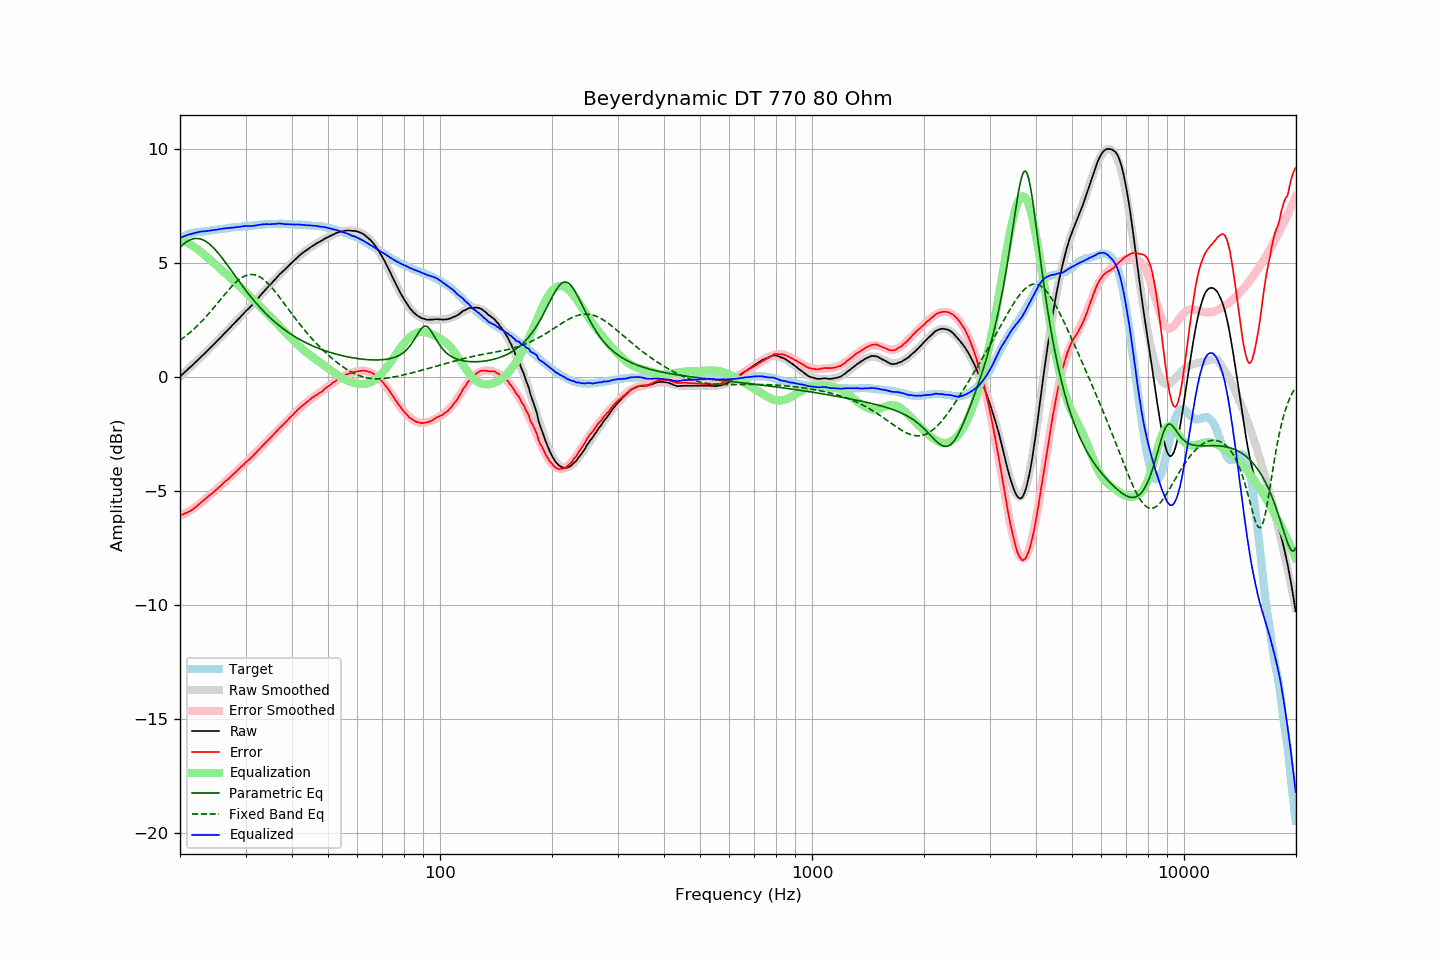 Beyerdynamic DT 770 80 Ohm
10
5
0
−5
−10
−15
−20
Amplitude (dBr)
Target
Raw Smoothed
Error Smoothed
Raw
Error
Equalization
Parametric Eq
Fixed Band Eq
Equalized
100
1000
10000
Frequency (Hz)